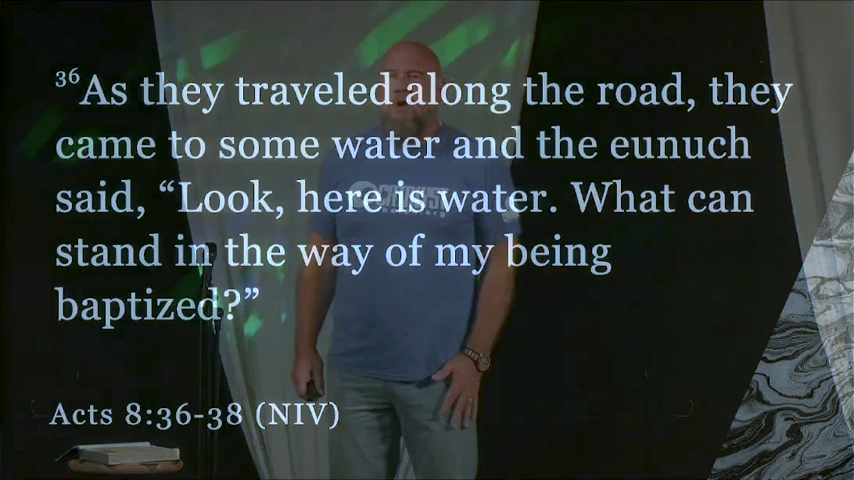 ³⁶As they traveled along the road, they
came to some water and the eunuch
said, “Look, here is water. What can
stand in the way of my being
baptized?”
Acts 8:36-38 (NIV)